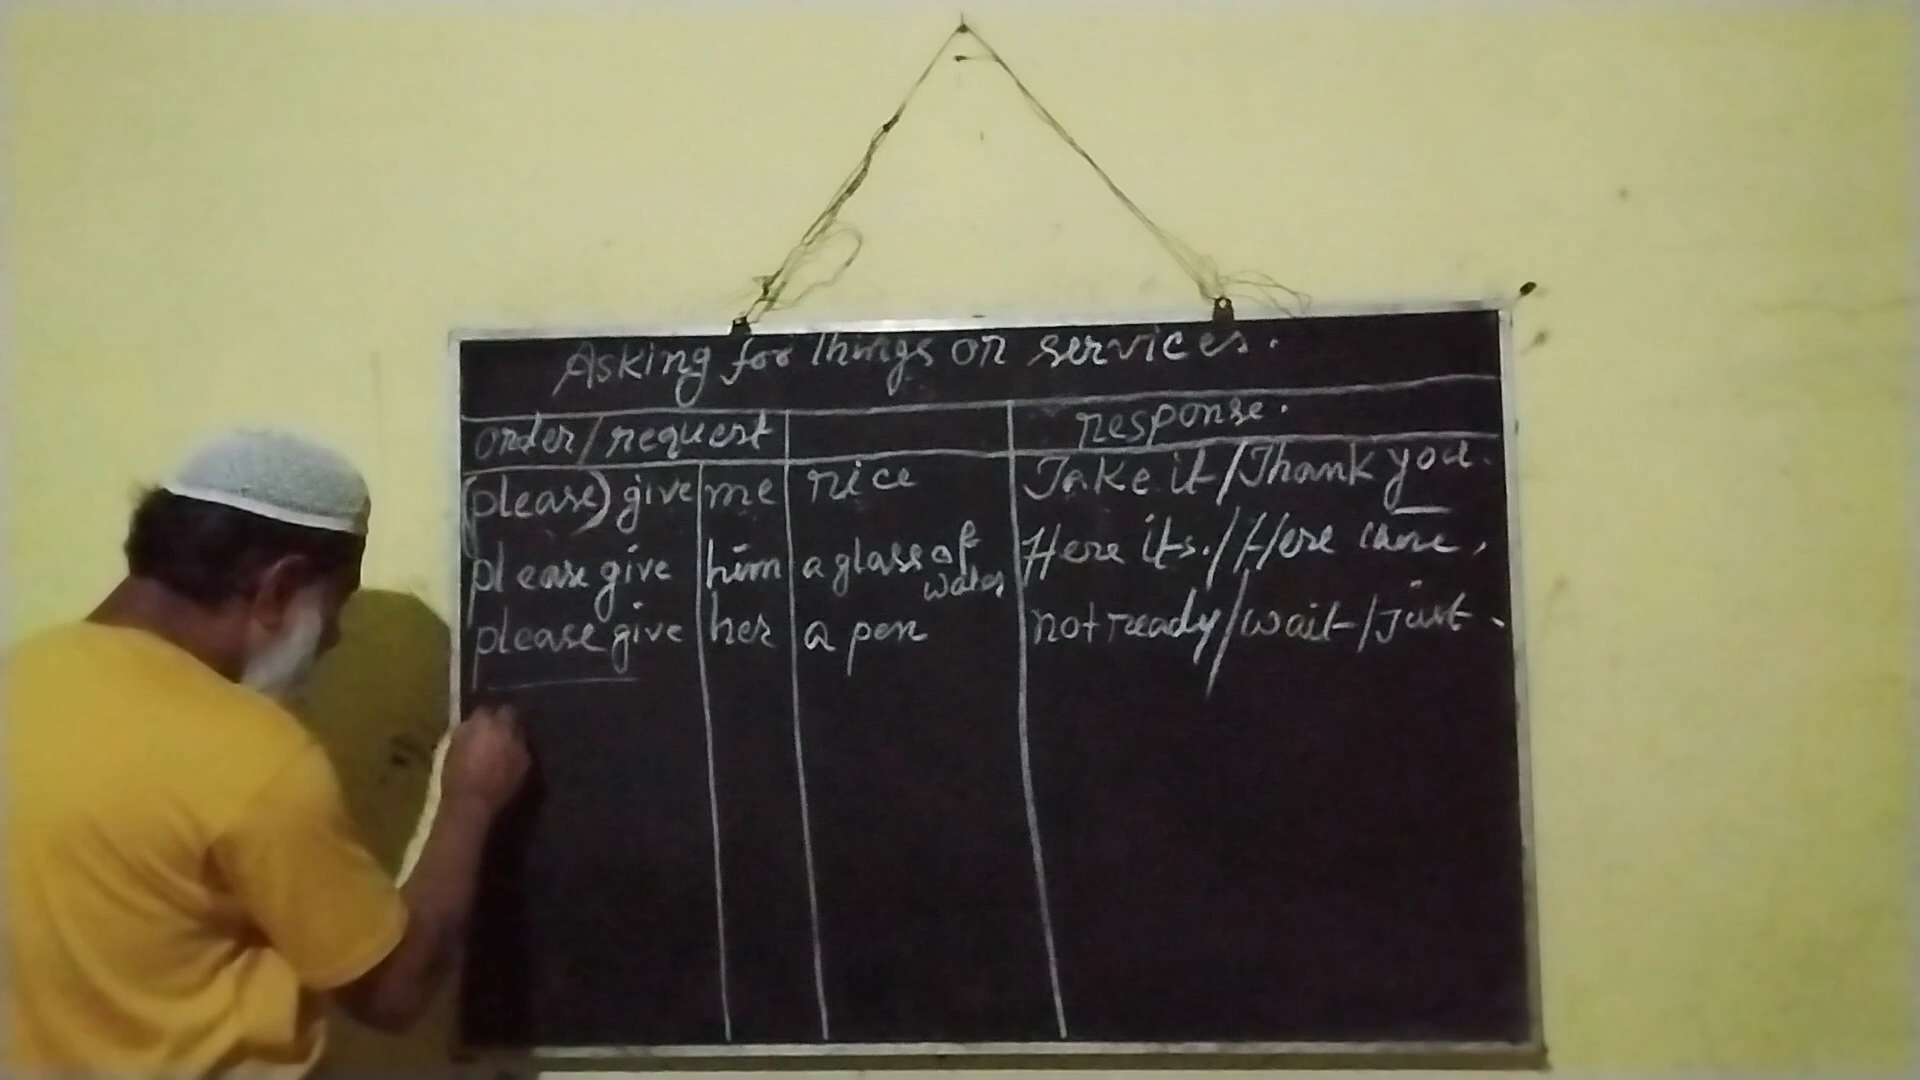 Asking for things or services.
order/request response.
(please) give me rice Take it/Thank you.
please give him a glass of water Here its./Here
please give her a pen not ready/wait/Just